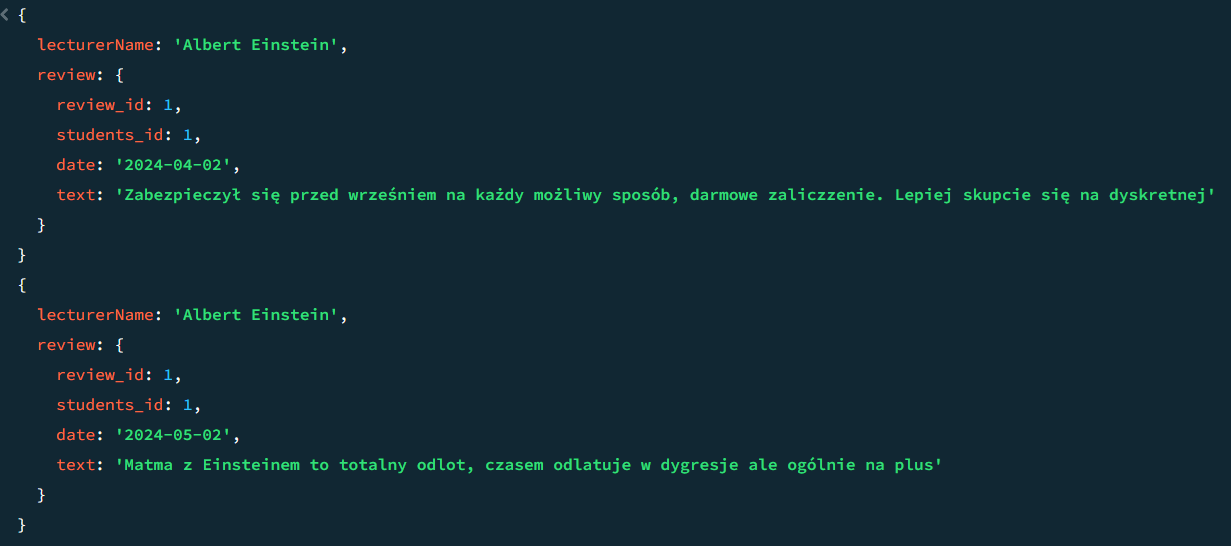 {
lecturerName: 'Albert Einstein',
review: {
review_id: 1,
students_id: 1,
date: '2024-04-02',
text: 'Zabezpieczył się przed wrześniem na każdy możliwy sposób, darmowe zaliczzenie. Lepiej skupcie się na dyskretnej'
}
}
{
lecturerName: 'Albert Einstein',
review: {
review_id: 1,
students_id: 1,
date: '2024-05-02',
text: 'Matma z Einsteinem to totalny odlot, czasem odlatuje w dygresje ale ogólnie na plus'
}
}